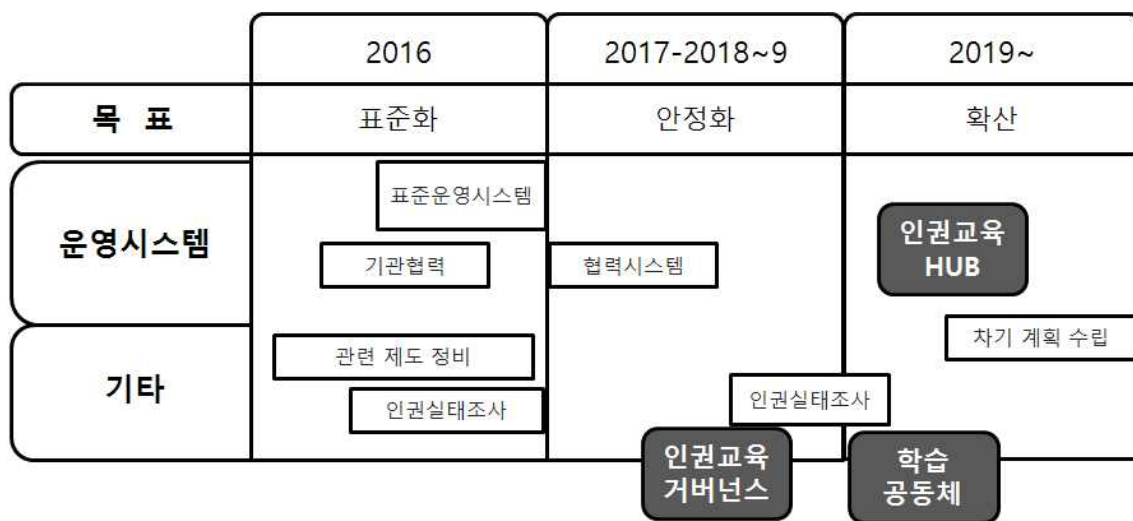 2016
2017-2018~9
2019~
목 표
표준화
안정화
확산
운영시스템
표준운영시스템
기관협력
협력시스템
인권교육
HUB
기타
관련 제도 정비
인권실태조사
인권실태조사
차기 계획 수립
인권교육
거버넌스
학습
공동체